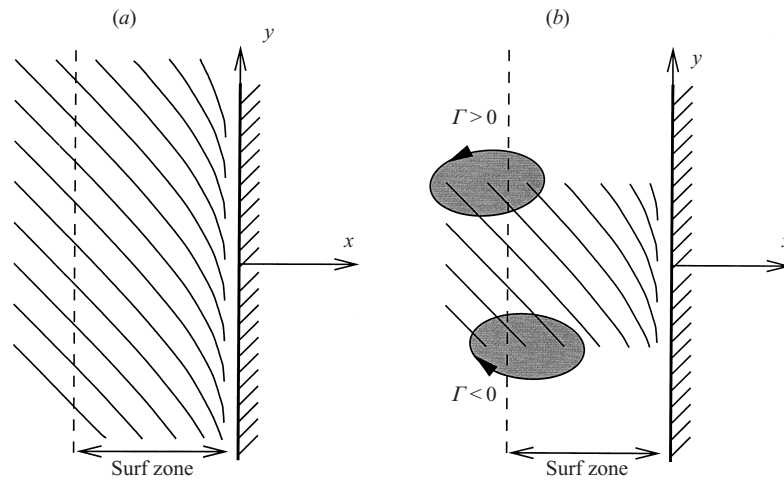 (a)
y
x
Surf zone
(b)
y
Γ > 0
x
Γ < 0
Surf zone